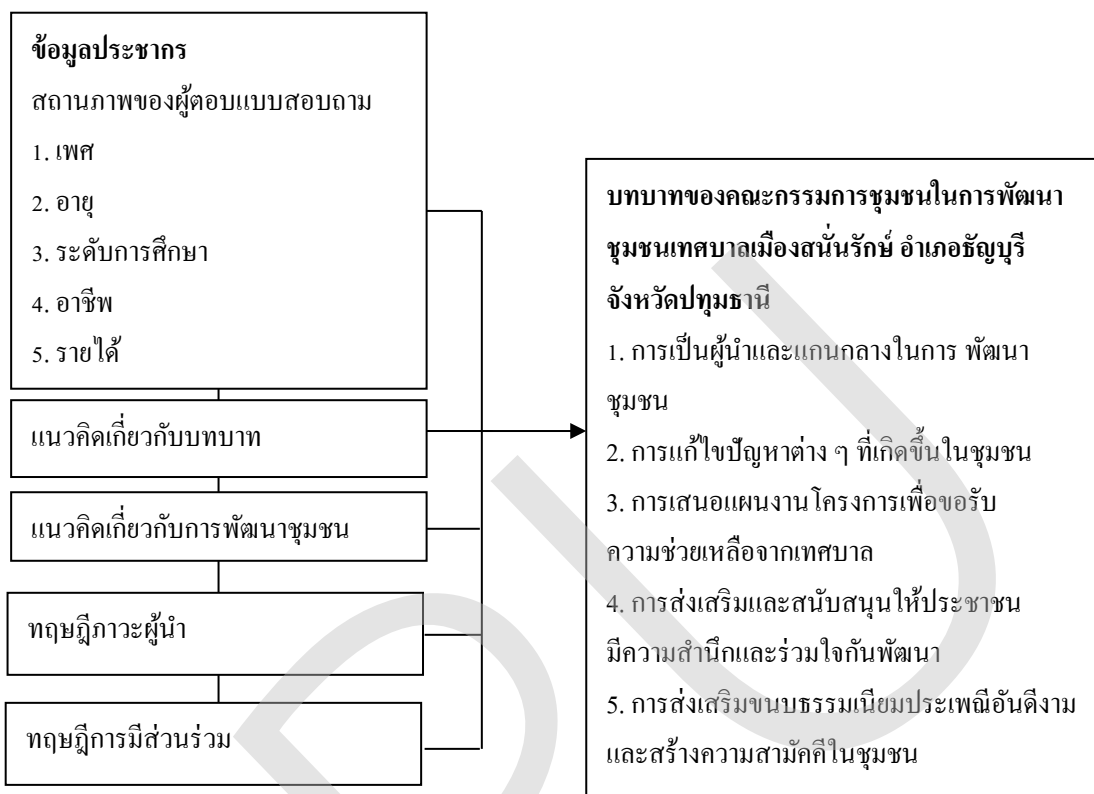 ข้อมูลประชากร
สถานภาพของผู้ตอบแบบสอบถาม
1. เพศ
2. อายุ
3. ระดับการศึกษา
4. อาชีพ
5. รายได้
แนวคิดเกี่ยวกับบทบาท
แนวคิดเกี่ยวกับการพัฒนาชุมชน
ทฤษฎีภาวะผู้นำ
ทฤษฎีการมีส่วนร่วม
บทบาทของคณะกรรมการชุมชนในการพัฒนา
ชุมชนเทศบาลเมืองสนั่นรักษ์ อำเภอธัญบุรี
จังหวัดปทุมธานี
1. การเป็นผู้นำและแกนกลางในการ พัฒนา
ชุมชน
2. การแก้ไขปัญหาต่าง ๆ ที่เกิดขึ้นในชุมชน
3. การเสนอแผนงานโครงการเพื่อขอรับ
ความช่วยเหลือจากเทศบาล
4. การส่งเสริมและสนับสนุนให้ประชาชน
มีความสำนึกและร่วมใจกันพัฒนา
5. การส่งเสริมขนบธรรมเนียมประเพณีอันดีงาม
และสร้างความสามัคคีในชุมชน